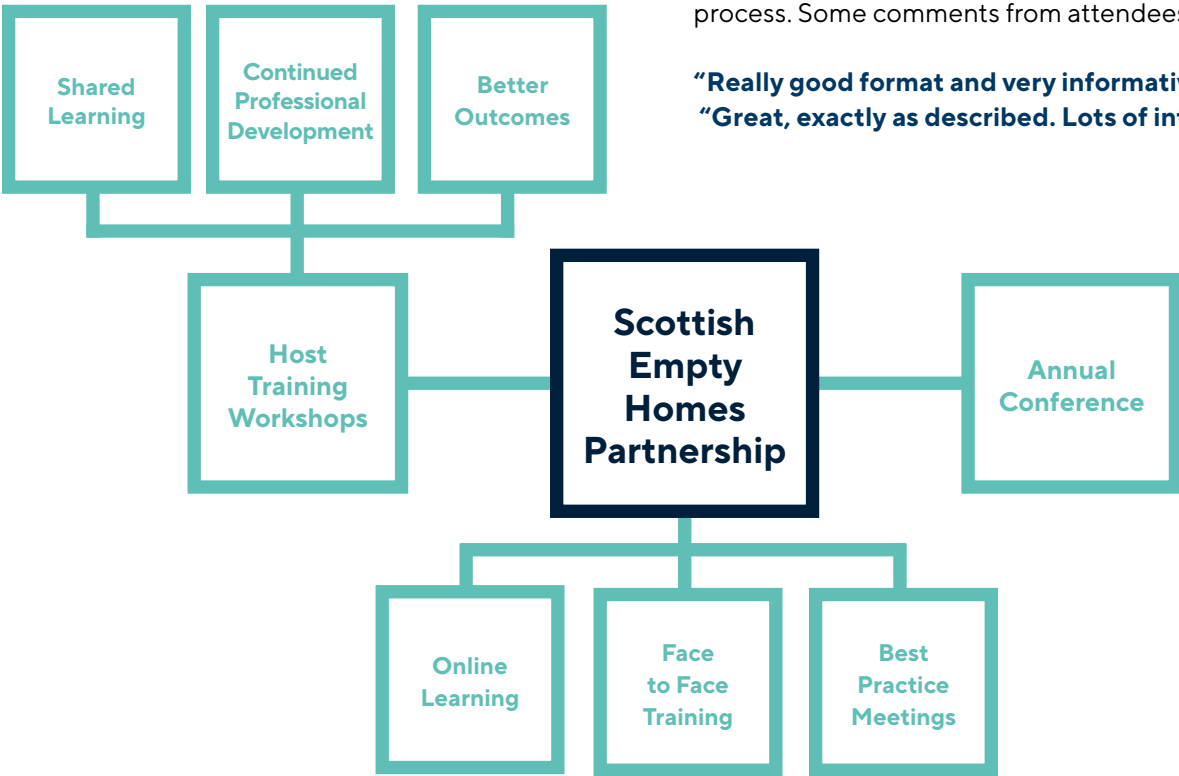 process. Some comments from attendees
“Really good format and very informativ
“Great, exactly as described. Lots of in
Shared
Learning
Continued
Professional
Development
Better
Outcomes
Host
Training
Workshops
Scottish
Empty
Homes
Partnership
Annual
Conference
Online
Learning
Face
to Face
Training
Best
Practice
Meetings